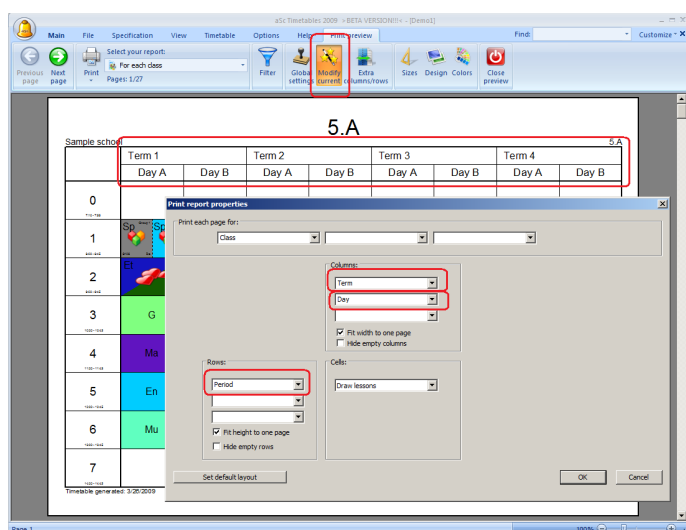 aSc Timetables 2009 >BETA VERSION!!!< - [Demo1]
Main File Specification View Timetable Options Help Print preview Find: Customize
Previous page
Next page
Print
Select your report:
For each class
Pages: 1/27
Filter
Global settings
Modify current
Extra columns/rows
Sizes
Design
Colors
Close preview
5.A
Sample school 5.A
Term 1 Term 2 Term 3 Term 4
Day A Day B Day A Day B Day A Day B Day A Day B
0
1
Sp Sp
2
Et
3 G
4 Ma
5 En
6 Mu
7
Timetable generated: 3/26/2009
Print report properties
Print each page for:
Class
Columns:
Term
Day
Fit width to one page
Hide empty columns
Rows:
Period
Fit height to one page
Hide empty rows
Cells:
Draw lessons
Set default layout
OK Cancel
Page 1 100%